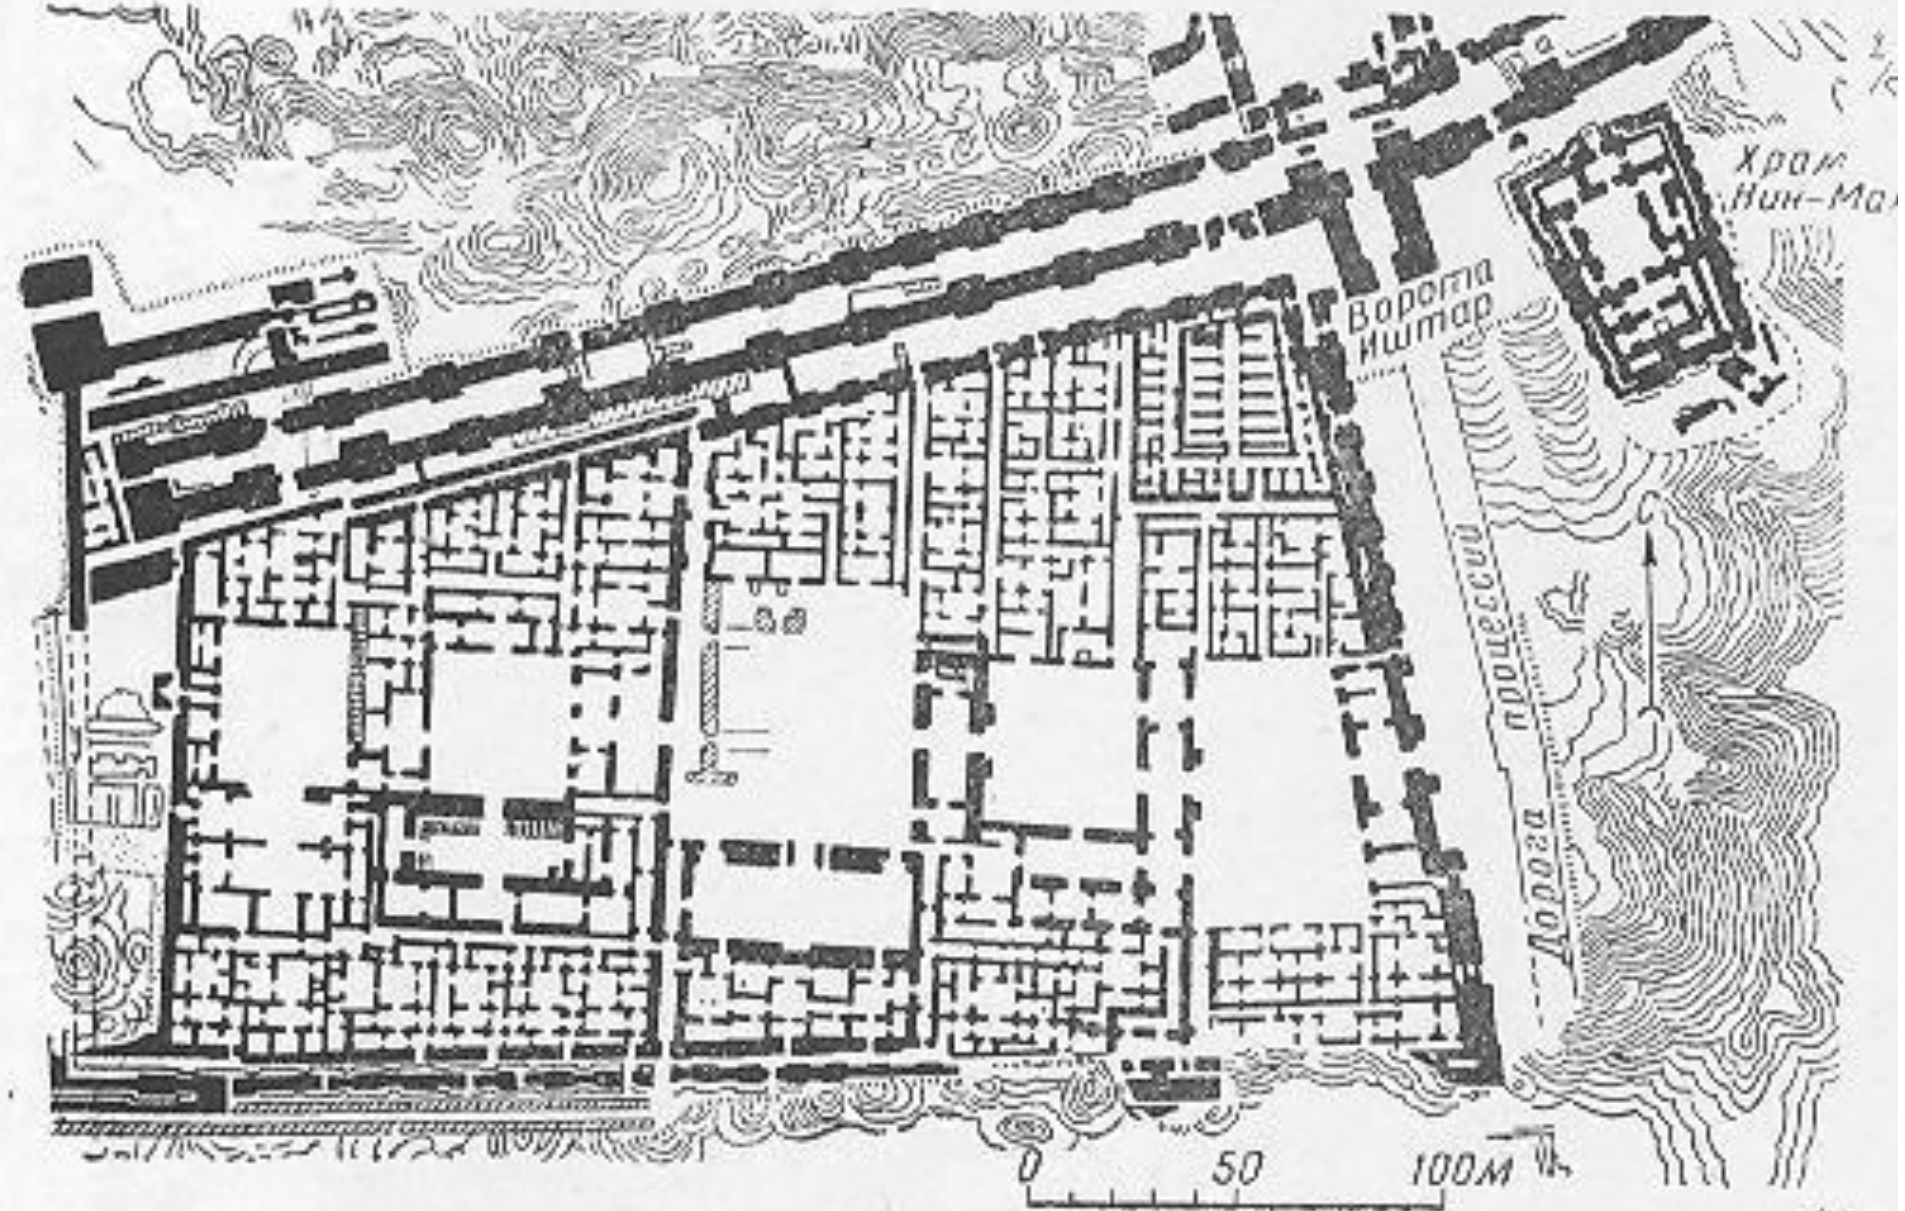 Храм
Нин-Ма
Ворота
Иштар
Дорога процессий
0 50 100м